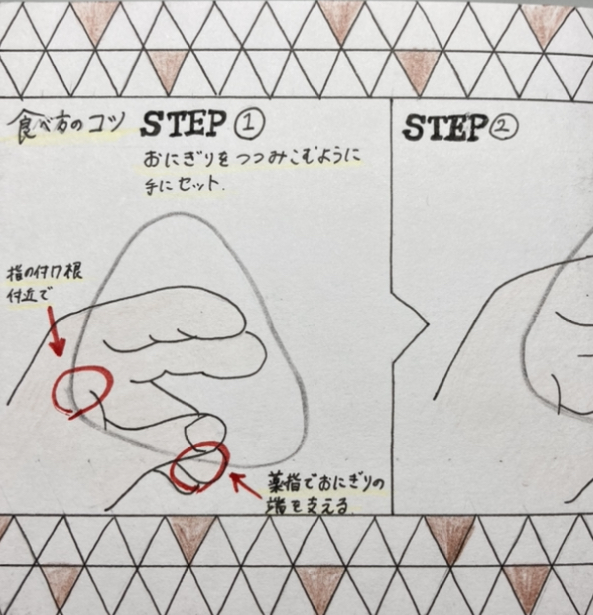 食べ方のコツ
STEP ①
おにぎりをつつみこむように
手にセット.
指の付け根
付近で
薬指でおにぎりの
端を支える
STEP②